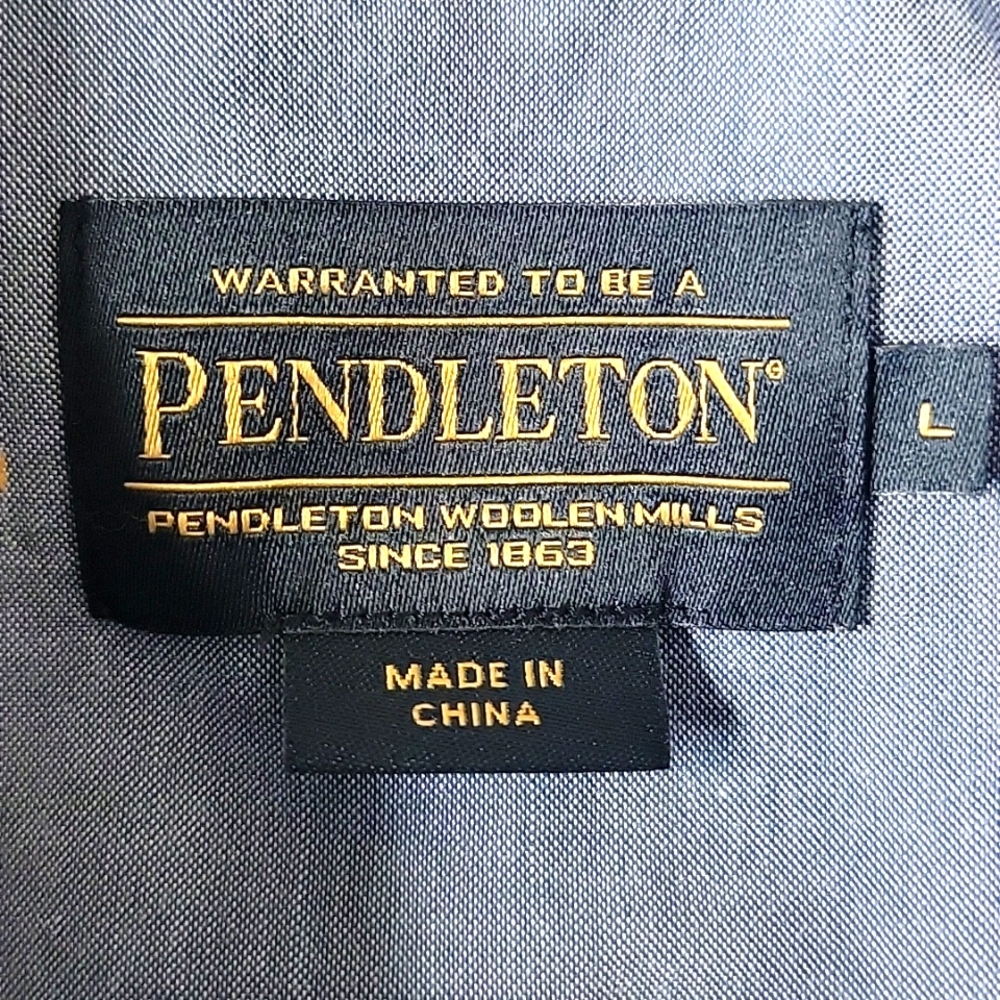 WARRANTED TO BE A
PENDLETON®
PENDLETON WOOLEN MILLS
SINCE 1863
L
MADE IN
CHINA